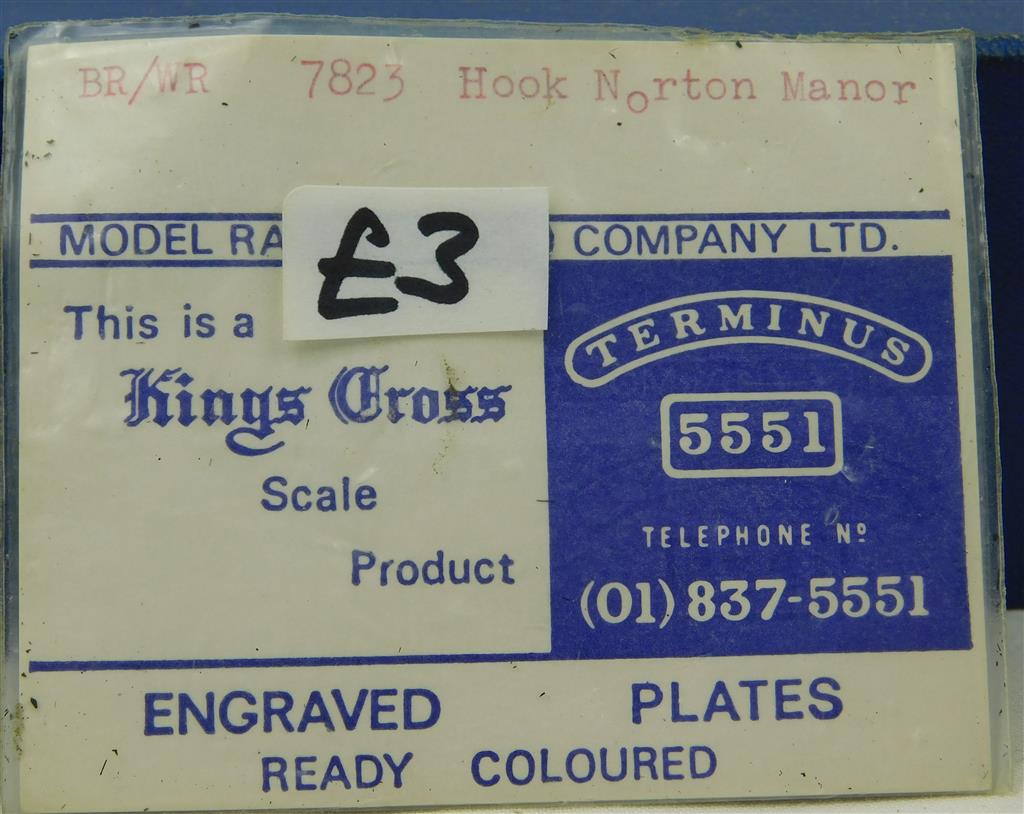 BR/WR 7823 Hook Norton Manor
MODEL COMPANY LTD.
£3
This is a
Kings Cross
Scale
Product
TERMINUS
5551
TELEPHONE Nº
(01) 837-5551
ENGRAVED PLATES
READY COLOURED